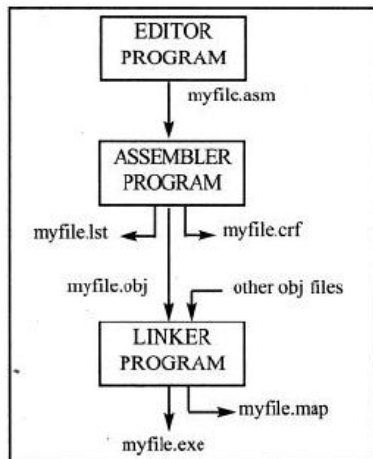 EDITOR
PROGRAM
myfile.asm
ASSEMBLER
PROGRAM
myfile.lst
myfile.crf
myfile.obj
other obj files
LINKER
PROGRAM
myfile.map
myfile.exe